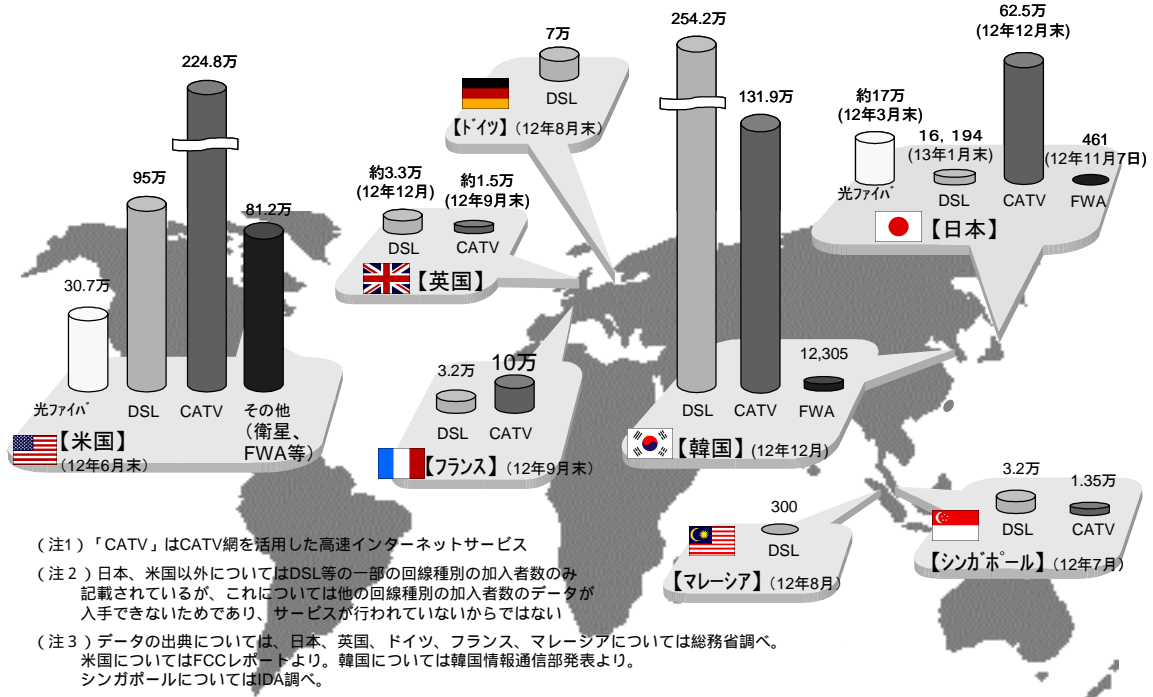 30.7万
95万
224.8万
81.2万
光ファイバ
DSL
CATV
その他
(衛星、
FWA等)
【米国】
(12年6月末)
7万
DSL
【ドイツ】(12年8月末)
約3.3万
(12年12月)
約1.5万
(12年9月末)
DSL
CATV
【英国】
3.2万
10万
DSL
CATV
【フランス】(12年9月末)
254.2万
131.9万
12,305
DSL
CATV
FWA
【韓国】(12年12月)
約17万
(12年3月末)
16,194
(13年1月末)
62.5万
(12年12月末)
461
(12年11月7日)
光ファイバ
DSL
CATV
FWA
【日本】
300
DSL
【マレーシア】(12年8月)
3.2万
1.35万
DSL
CATV
【シンガポール】(12年7月)
(注1)「CATV」はCATV網を活用した高速インターネットサービス
(注2)日本、米国以外についてはDSL等の一部の回線種別の加入者数のみ
記載されているが、これについては他の回線種別の加入者数のデータが
入手できないためであり、サービスが行われていないからではない
(注3)データの出典については、日本、英国、ドイツ、フランス、マレーシアについては総務省調べ。
米国についてはFCCレポートより。韓国については韓国情報通信部発表より。
シンガポールについてはIDA調べ。